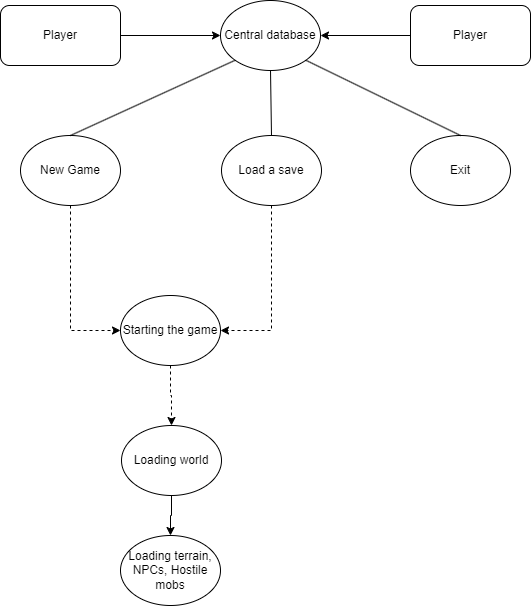 Player
Central database
Player
New Game
Load a save
Exit
Starting the game
Loading world
Loading terrain,
NPCs, Hostile
mobs